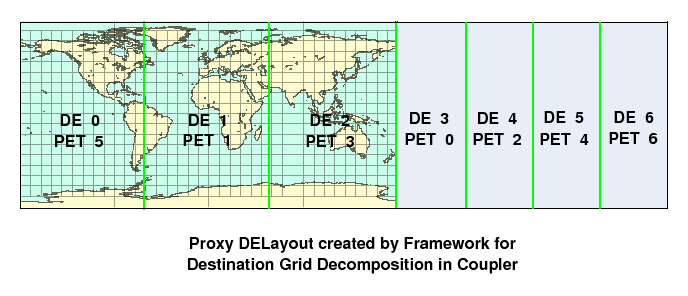 DE 0 DE 1 DE 2 DE 3 DE 4 DE 5 DE 6
PET 5 PET 1 PET 3 PET 0 PET 2 PET 4 PET 6
Proxy DELayout created by Framework for
Destination Grid Decomposition in Coupler